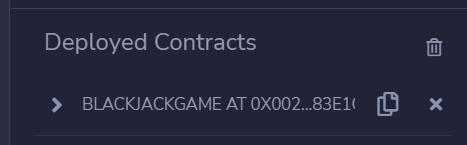 Deployed Contracts
BLACKJACKGAME AT 0X002...83E1